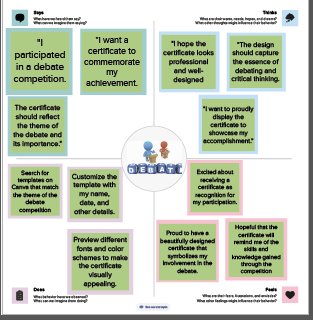 Says
What have we heard them say?
What can we imagine them saying?
"I
participated
in a debate
competition.
"I want a
certificate to
commemorate
my
achievement.
The certificate
should reflect
the theme of
the debate and
its importance."
Thinks
What are their wants, needs, hopes, and dreams?
What other thoughts might influence their behavior?
"I hope the
certificate looks
professional
and well-
designed
"The design
should capture
the essence of
debating and
critical thinking.
"I want to proudly
display the
certificate to
showcase my
accomplishment."
DEBATE
Search for
templates on
Canva that match
the theme of the
debate
competition
Customize the
template with
my name,
date, and
other details.
Preview different
fonts and color
schemes to make
the certificate
visually
appealing.
Does
What behavior have we observed?
What can we imagine them doing?
Excited about
receiving a
certificate as
recognition for
my participation.
Proud to have a
beautifully designed
certificate that
symbolizes my
involvement in the
debate.
Hopeful that the
certificate will
remind me of the
skills and
knowledge gained
through the
competition
Feels
What are their fears, frustrations, and anxieties?
What other feelings might influence their behavior?